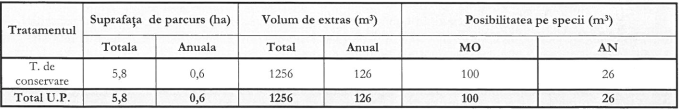 Tratamentul Suprafaţa de parcurs (ha) Volum de extras (m³) Posibilitatea pe specii (m³)
Totala Anuala Total Anual MO AN
T. de conservare 5,8 0,6 1256 126 100 26
Total U.P. 5,8 0,6 1256 126 100 26